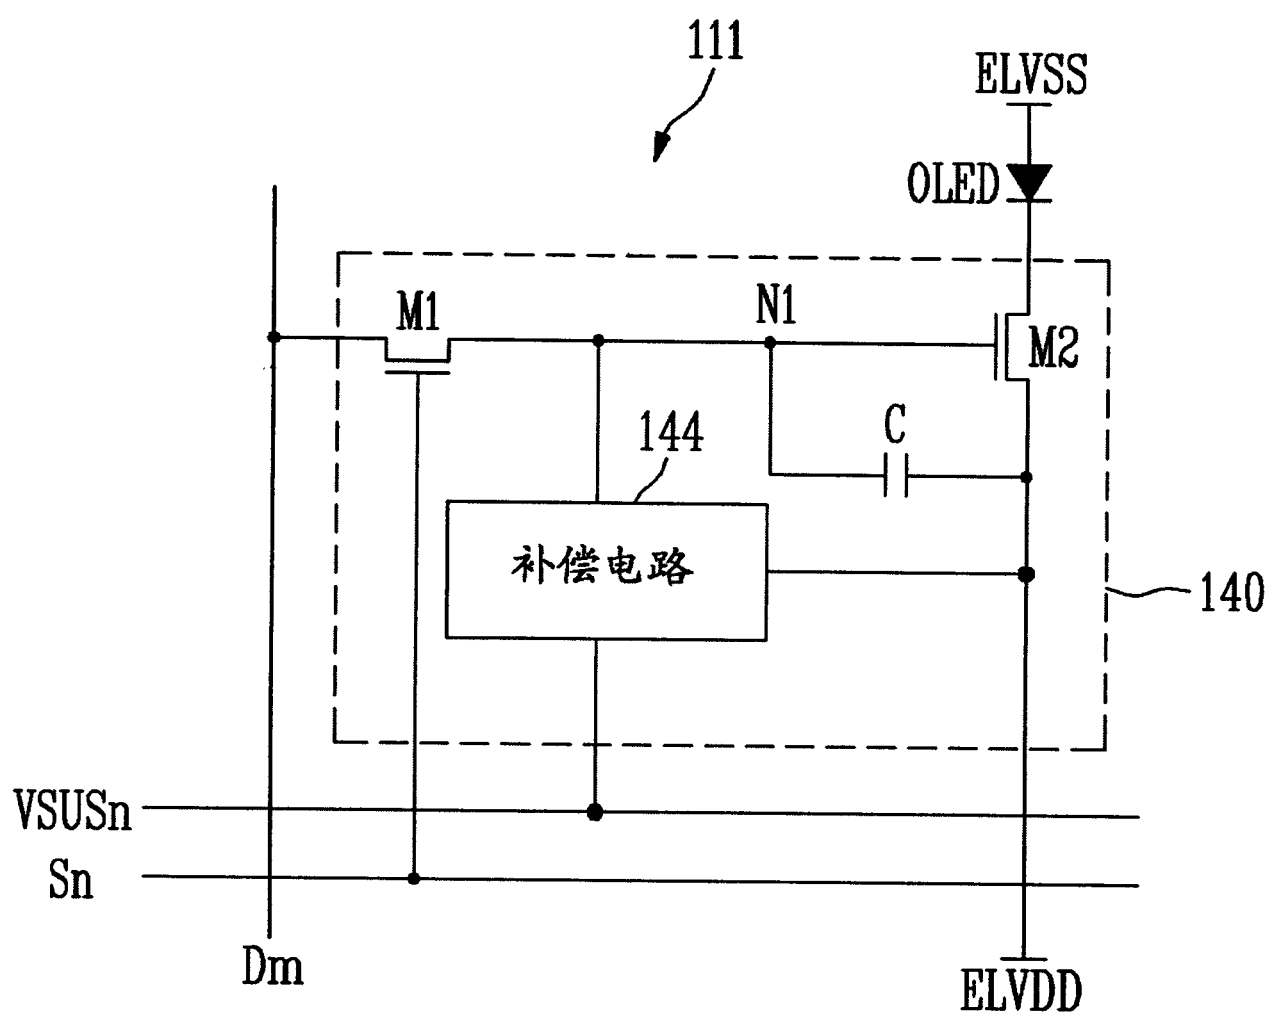 111
ELVSS
OLED
M1
N1
M2
C
144
补偿电路
140
VSUSn
Sn
Dm
ELVDD